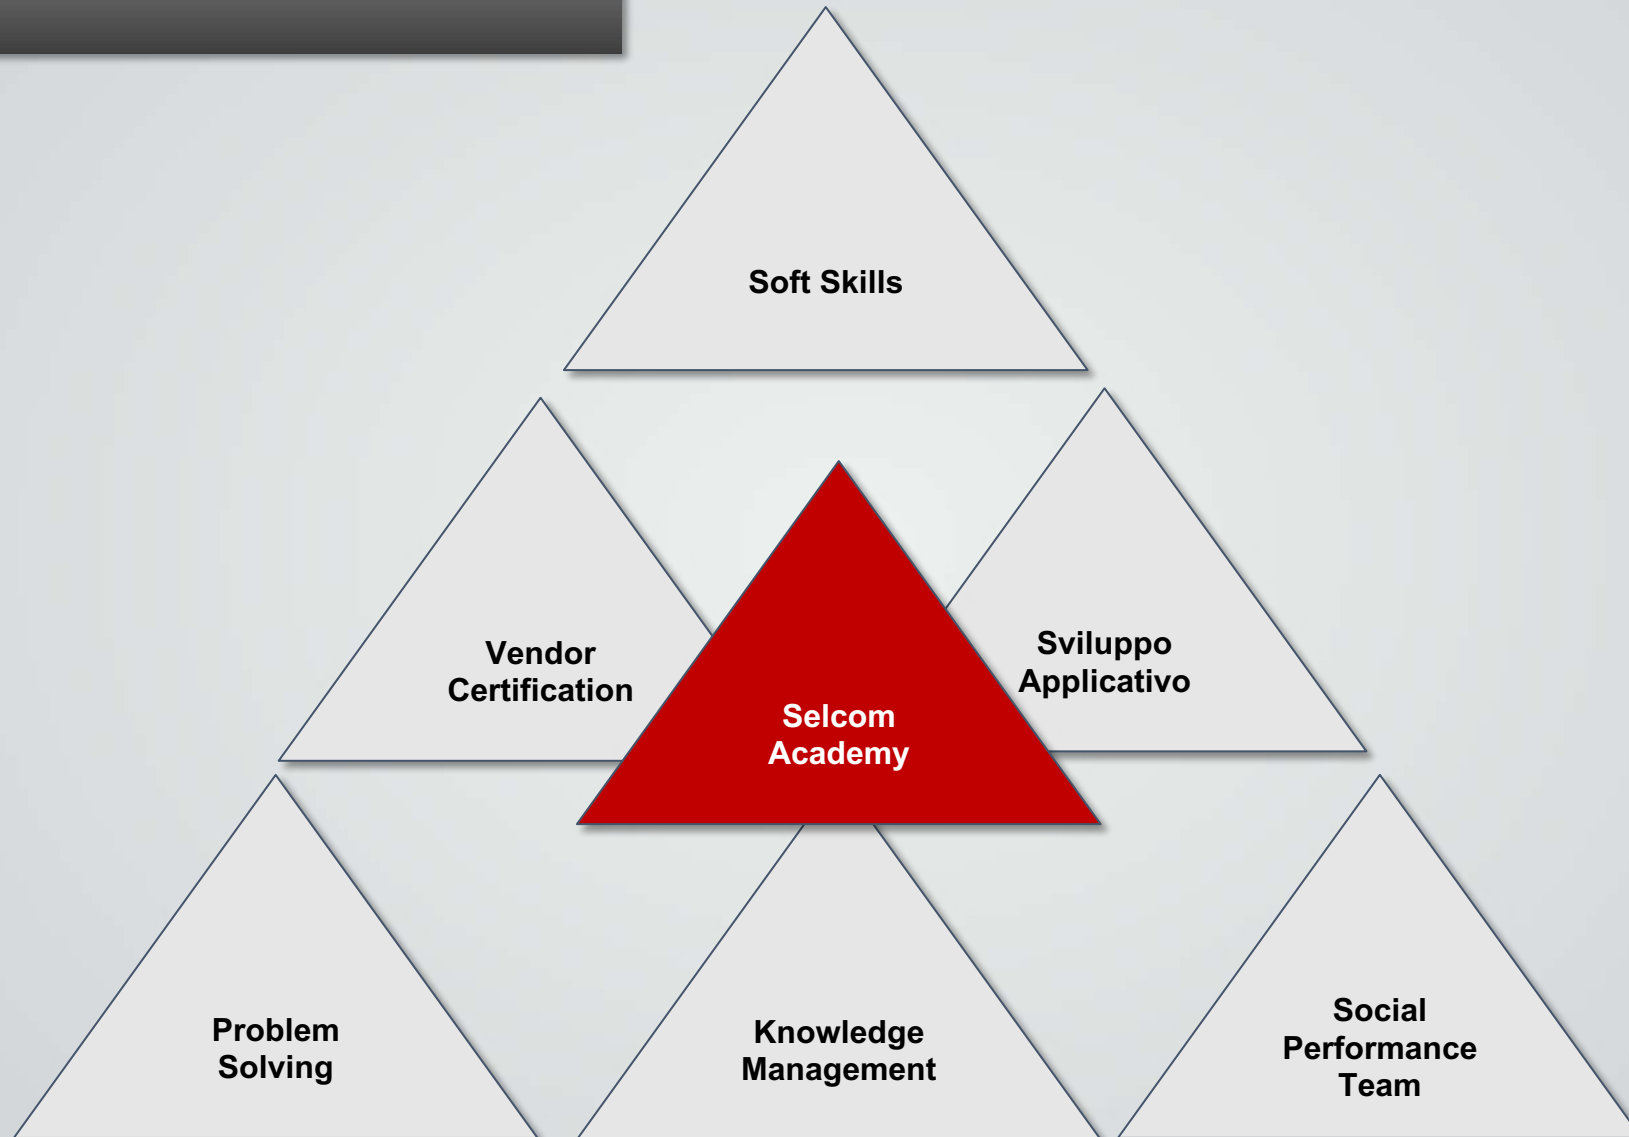 Soft Skills
Vendor
Certification
Sviluppo
Applicativo
Selcom
Academy
Problem
Solving
Knowledge
Management
Social
Performance
Team